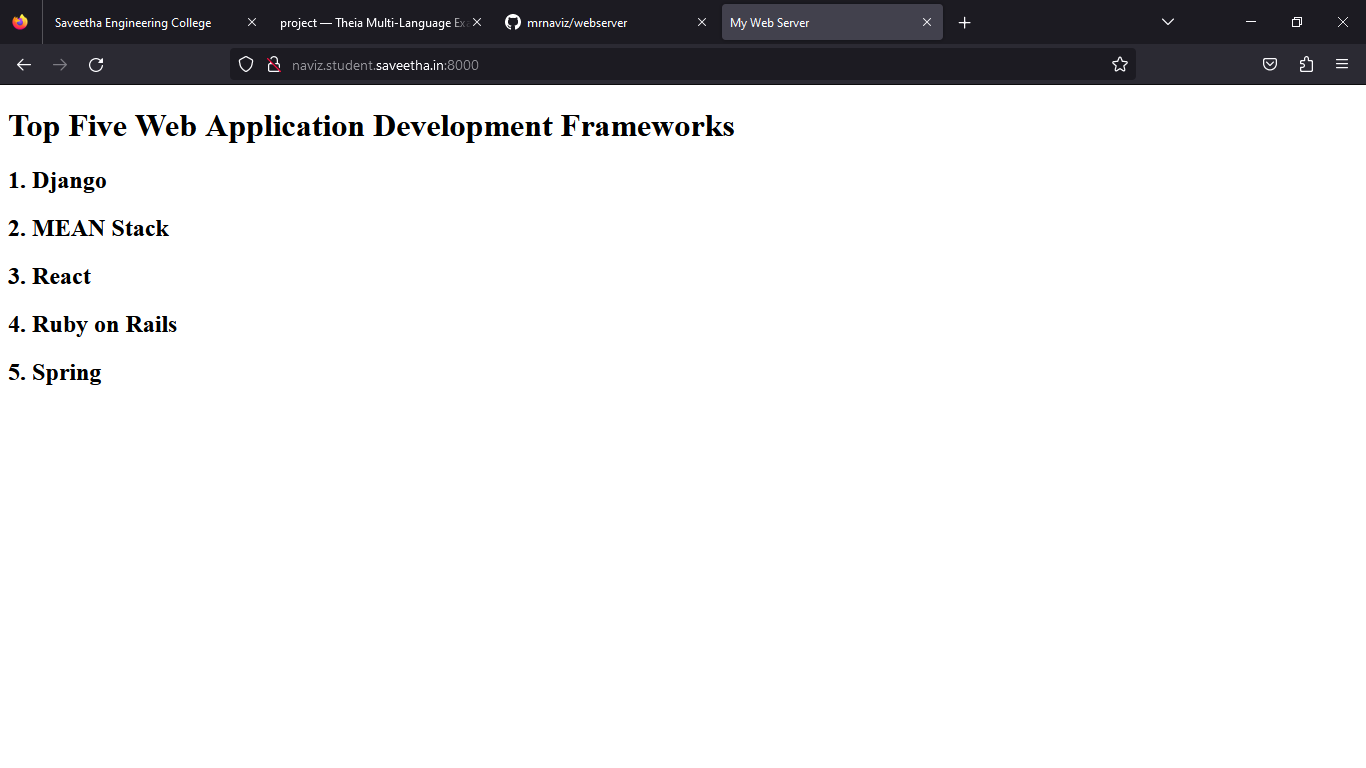 Saveetha Engineering College
project — Theia Multi-Language Exa
mrnaviz/webserver
My Web Server
naviz.student.saveetha.in:8000
Top Five Web Application Development Frameworks
1. Django
2. MEAN Stack
3. React
4. Ruby on Rails
5. Spring